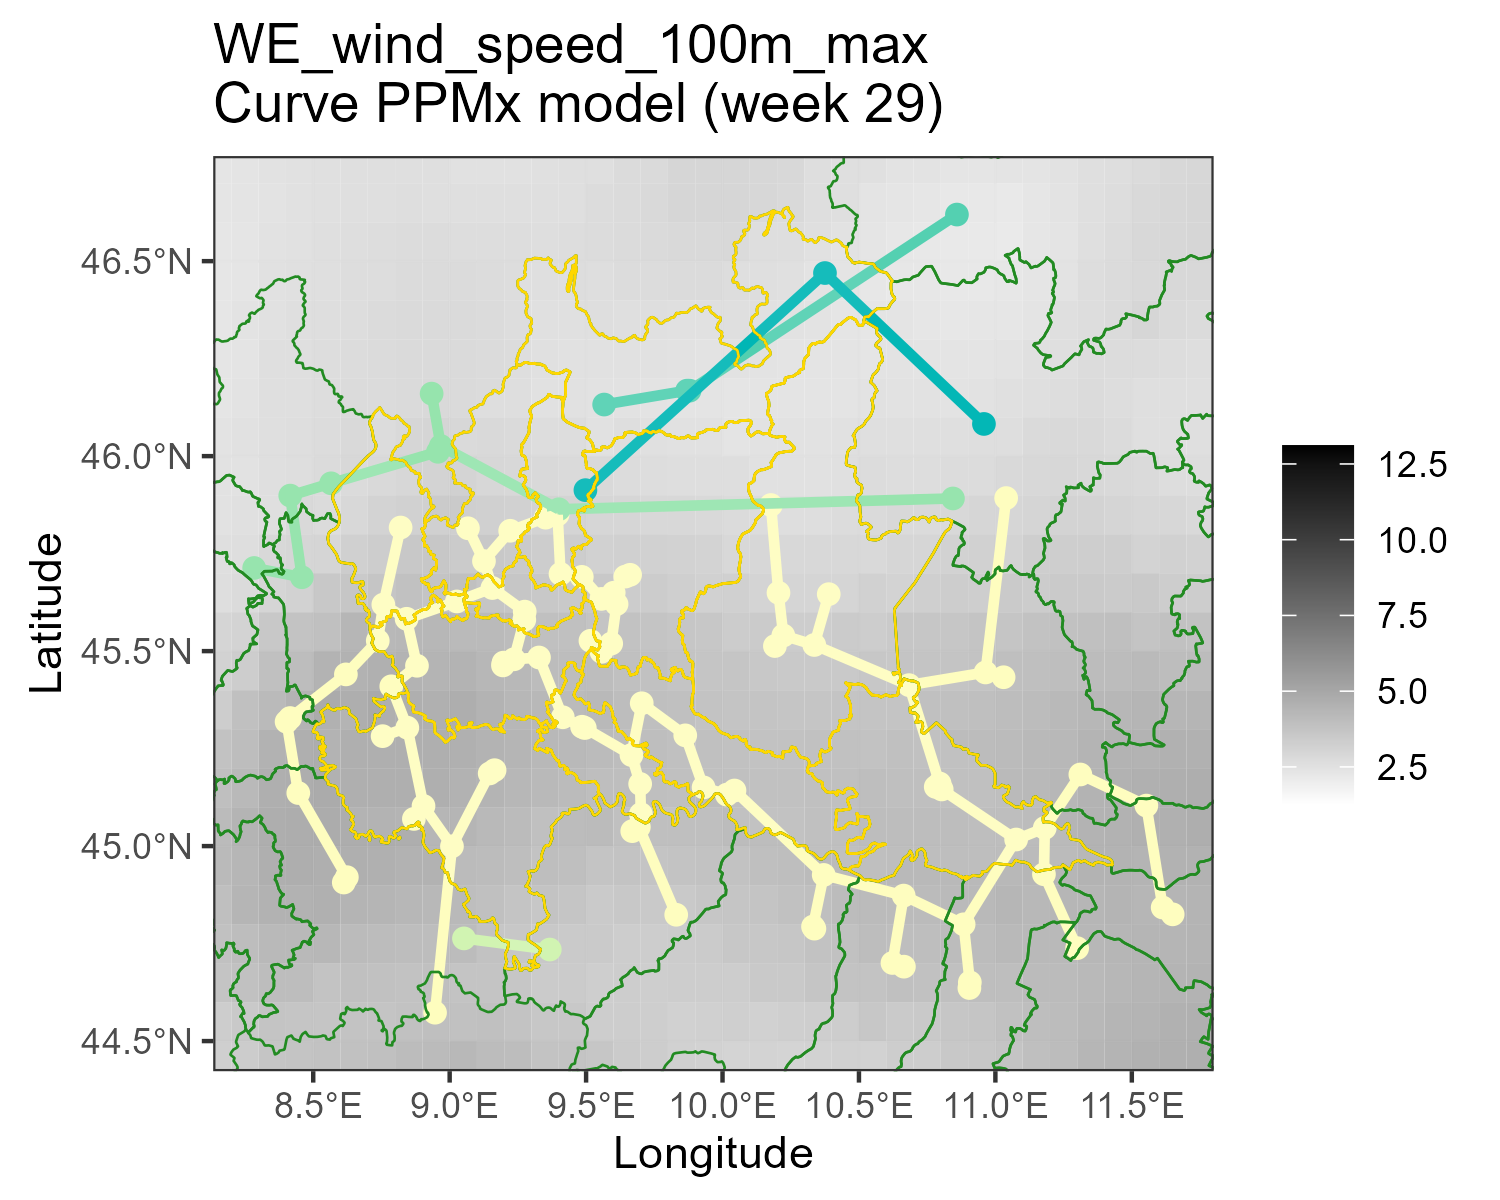 WE_wind_speed_100m_max
Curve PPMx model (week 29)
46.5°N
46.0°N
45.5°N
45.0°N
44.5°N
Latitude
8.5°E 9.0°E 9.5°E 10.0°E 10.5°E 11.0°E 11.5°E
Longitude
12.5
10.0
7.5
5.0
2.5